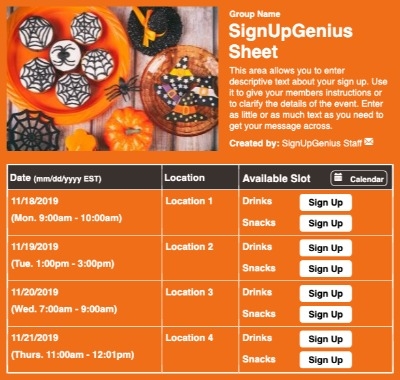 Group Name
SignUpGenius
Sheet
This area allows you to enter
descriptive text about your sign up. Use
it to give your members instructions or
to clarify the details of the event. Enter
as little or as much text as you need to
get your message across.
Created by: SignUpGenius Staff
Date (mm/dd/yyyy EST) Location Available Slot Calendar
11/18/2019 Location 1 Drinks Sign Up
(Mon. 9:00am - 10:00am) Snacks Sign Up
11/19/2019 Location 2 Drinks Sign Up
(Tue. 1:00pm - 3:00pm) Snacks Sign Up
11/20/2019 Location 3 Drinks Sign Up
(Wed. 7:00am - 9:00am) Snacks Sign Up
11/21/2019 Location 4 Drinks Sign Up
(Thurs. 11:00am - 12:01pm) Snacks Sign Up